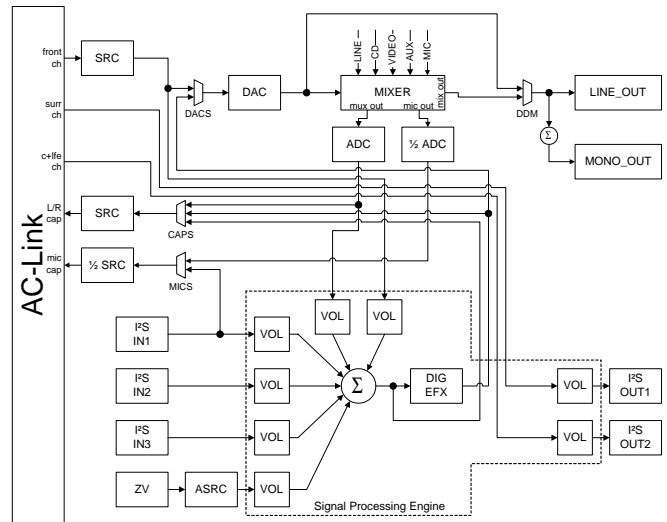 AC-Link
front
ch
surr
ch
c+lfe
ch
L/R
cap
mic
cap
SRC
DACS
DAC
LINE
CD
VIDEO
AUX
MIC
MIXER
mix out
mux out
mic out
DDM
LINE_OUT
Σ
MONO_OUT
ADC
½ ADC
SRC
CAPS
½ SRC
MICS
VOL
VOL
I²S
IN1
VOL
I²S
IN2
VOL
Σ
DIG
EFX
VOL
I²S
OUT1
I²S
IN3
VOL
VOL
I²S
OUT2
ZV
ASRC
VOL
Signal Processing Engine